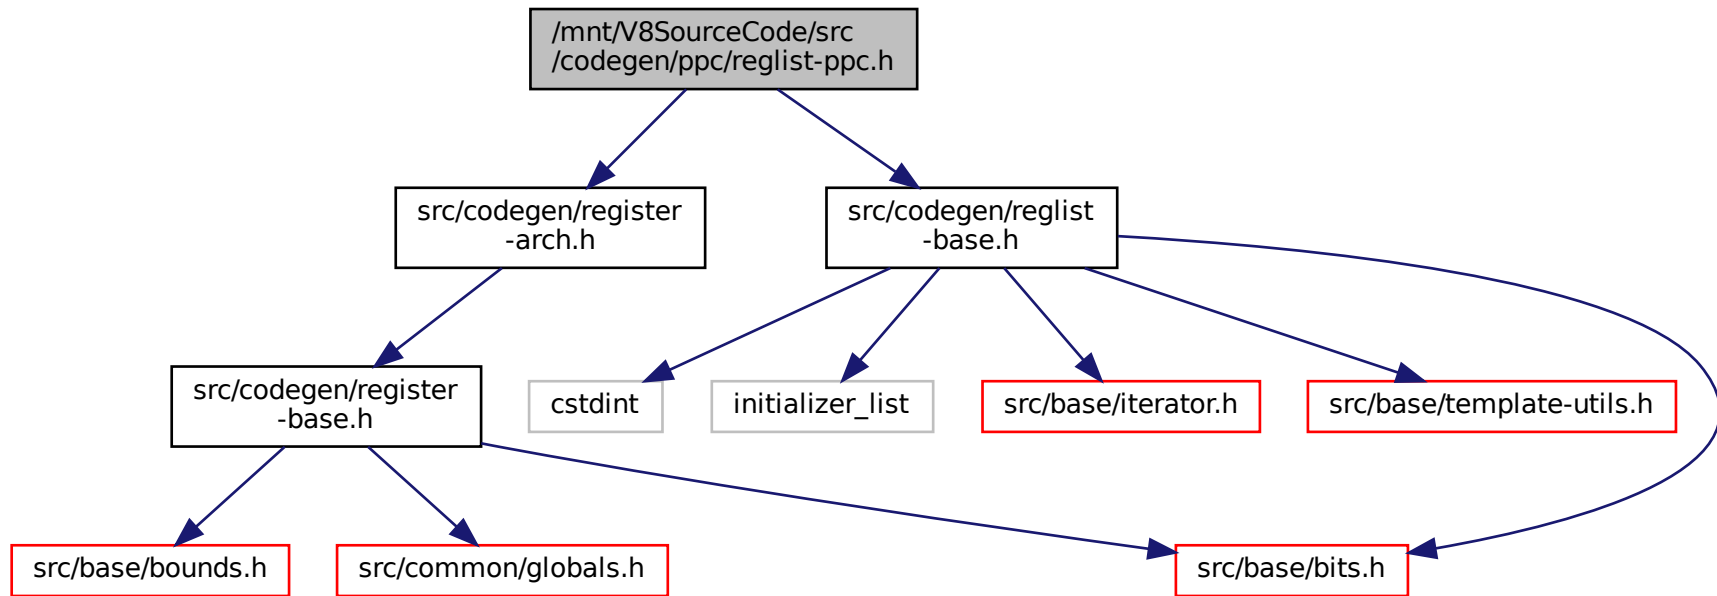 /mnt/V8SourceCode/src
/codegen/ppc/reglist-ppc.h
src/codegen/register
-arch.h
src/codegen/reglist
-base.h
src/codegen/register
-base.h
cstdint
initializer_list
src/base/iterator.h
src/base/template-utils.h
src/base/bounds.h
src/common/globals.h
src/base/bits.h